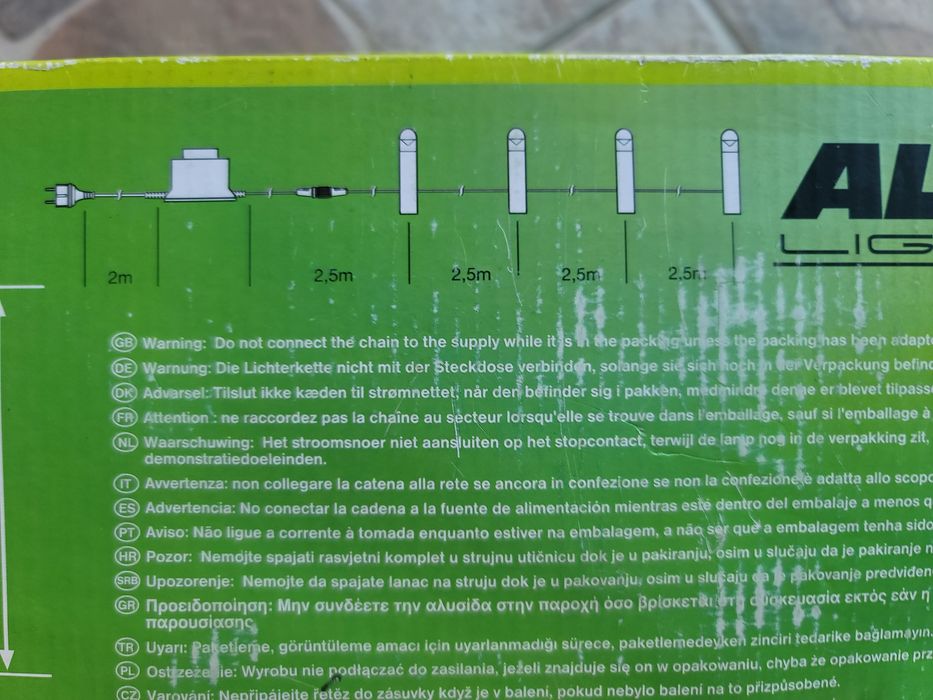 AL
LIG
2m 2,5m 2,5m 2,5m 2,5m
GB Warning: Do not connect the chain to the supply while it is in the packing unless the packing has been adapte
DE Warnung: Die Lichterkette nicht mit der Steckdose verbinden, solange sie sich noch in der Verpackung befind
DK Advarsel: Tilslut ikke kæden til strømnettet, når den befinder sig i pakken, medmindre denne er blevet tilpass
FR Attention : ne raccordez pas la chaîne au secteur lorsqu'elle se trouve dans l'emballage, sauf si l'emballage à
NL Waarschuwing: Het stroomsnoer niet aansluiten op het stopcontact, terwijl de lamp nog in de verpakking zit,
demonstratiedoeleinden.
IT Avvertenza: non collegare la catena alla rete se ancora in confezione se non la confezione è adatta allo scopo
ES Advertencia: No conectar la cadena a la fuente de alimentación mientras esté dentro del embalaje a menos q
PT Aviso: Não ligue a corrente à tomada enquanto estiver na embalagem, a não ser que a embalagem tenha sido
HR Pozor: Nemojte spajati rasvjetni komplet u strujnu utičnicu dok je u pakiranju, osim u slučaju da je pakiranje n
SRB Upozorenje: Nemojte da spajate lanac na struju dok je u pakovanju, osim u slučaju da je pakovanje predviđen
GR Προειδοποίηση: Μην συνδέετε την αλυσίδα στην παροχή όσο βρίσκεται στη συσκευασία εκτός εάν η
παρουσίασης
TR Uyarı: Paketleme, görüntüleme amacı için uyarlanmadığı sürece, paketlemedeyken zinciri tedarike bağlamayın.
PL Ostrzeżenie: Wyrobu nie podłączać do zasilania, jeżeli znajduje się on w opakowaniu, chyba że opakowanie prz
CZ Varování: Nepřipájejte řetěz do zásuvky když je v balení, pokud nebylo balení na to přizpůsobené.